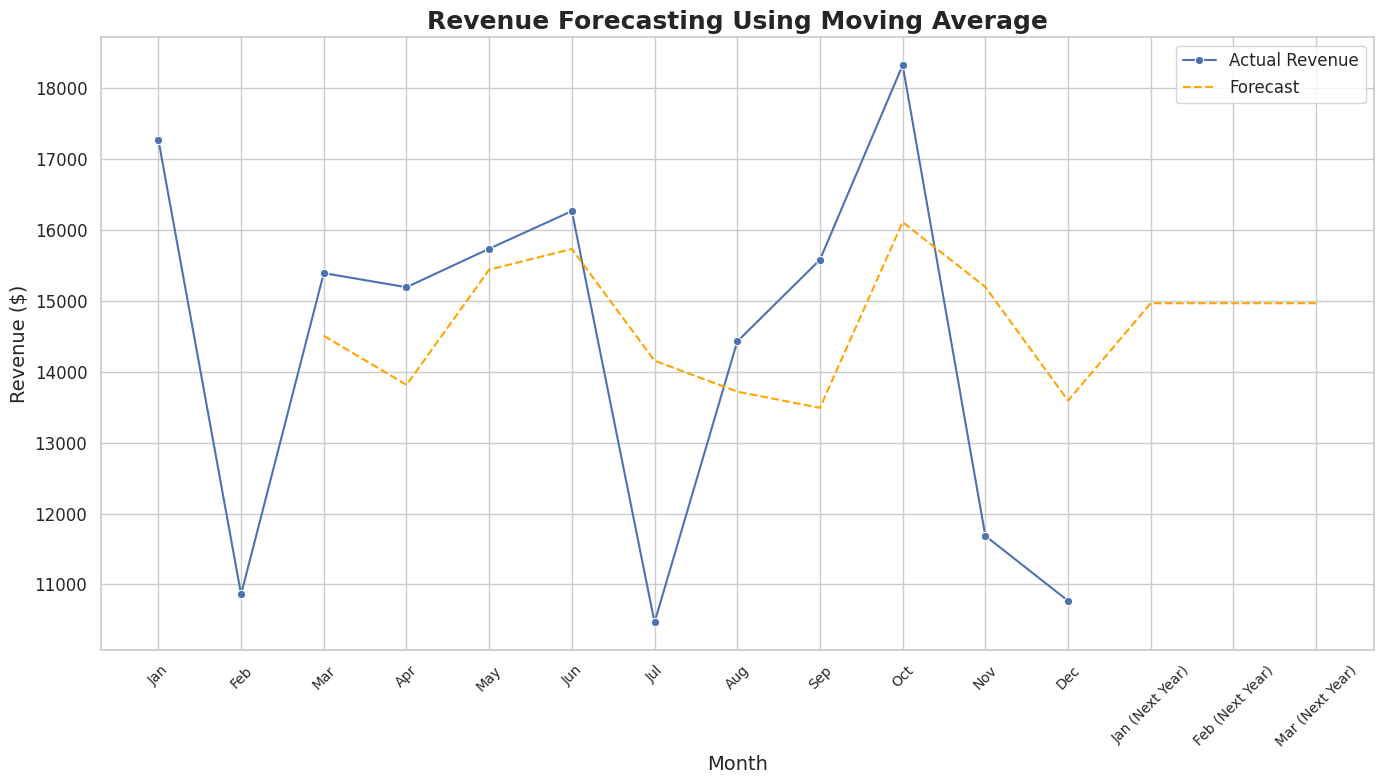 Revenue Forecasting Using Moving Average
Actual Revenue
Forecast
Revenue ($)
18000
17000
16000
15000
14000
13000
12000
11000
Jan
Feb
Mar
Apr
May
Jun
Jul
Aug
Sep
Oct
Nov
Dec
Jan (Next Year)
Feb (Next Year)
Mar (Next Year)
Month